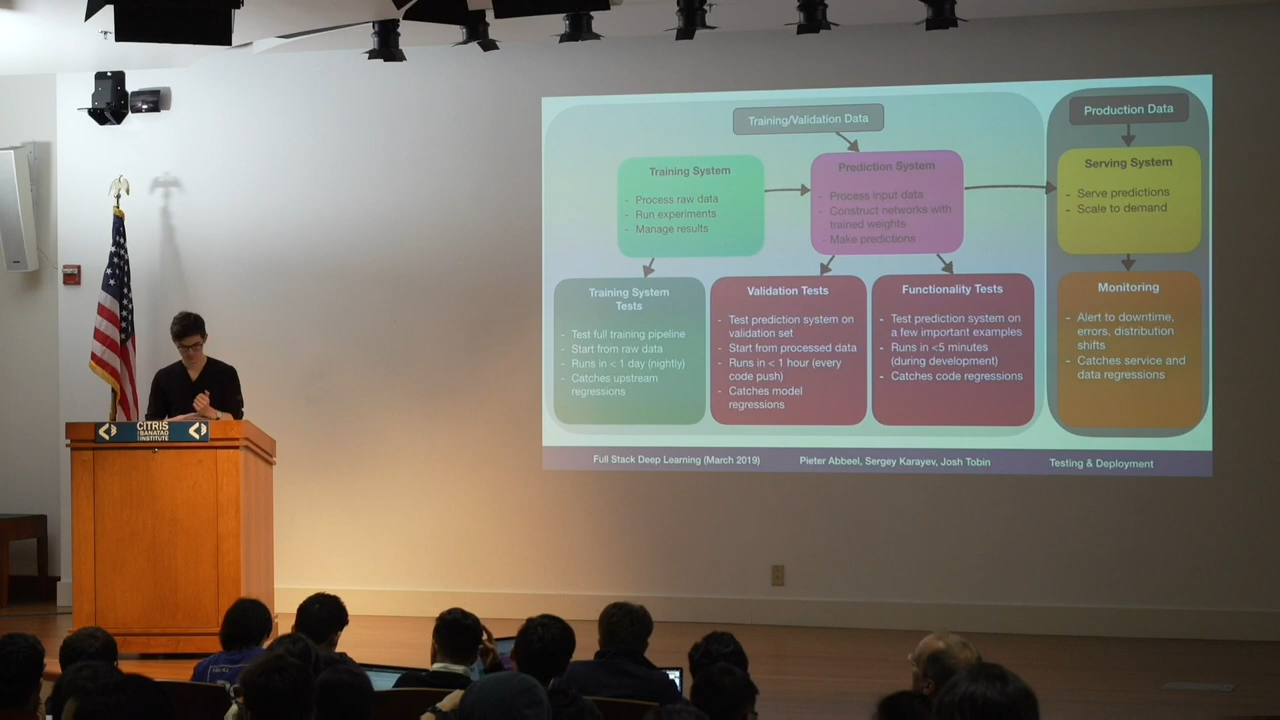 Training/Validation Data
Production Data
Training System
- Process raw data
- Run experiments
- Manage results
Prediction System
- Process input data
- Construct networks with
trained weights
- Make predictions
Serving System
- Serve predictions
- Scale to demand
Training System
Tests
- Test full training pipeline
- Start from raw data
- Runs in < 1 day (nightly)
- Catches upstream
regressions
Validation Tests
- Test prediction system on
validation set
- Start from processed data
- Runs in < 1 hour (every
code push)
- Catches model
regressions
Functionality Tests
- Test prediction system on
a few important examples
- Runs in <5 minutes
(during development)
- Catches code regressions
Monitoring
- Alert to downtime,
errors, distribution
shifts
- Catches service and
data regressions
Full Stack Deep Learning (March 2019)
Pieter Abbeel, Sergey Karayev, Josh Tobin
Testing & Deployment
CITRIS
BANATAO
INSTITUTE